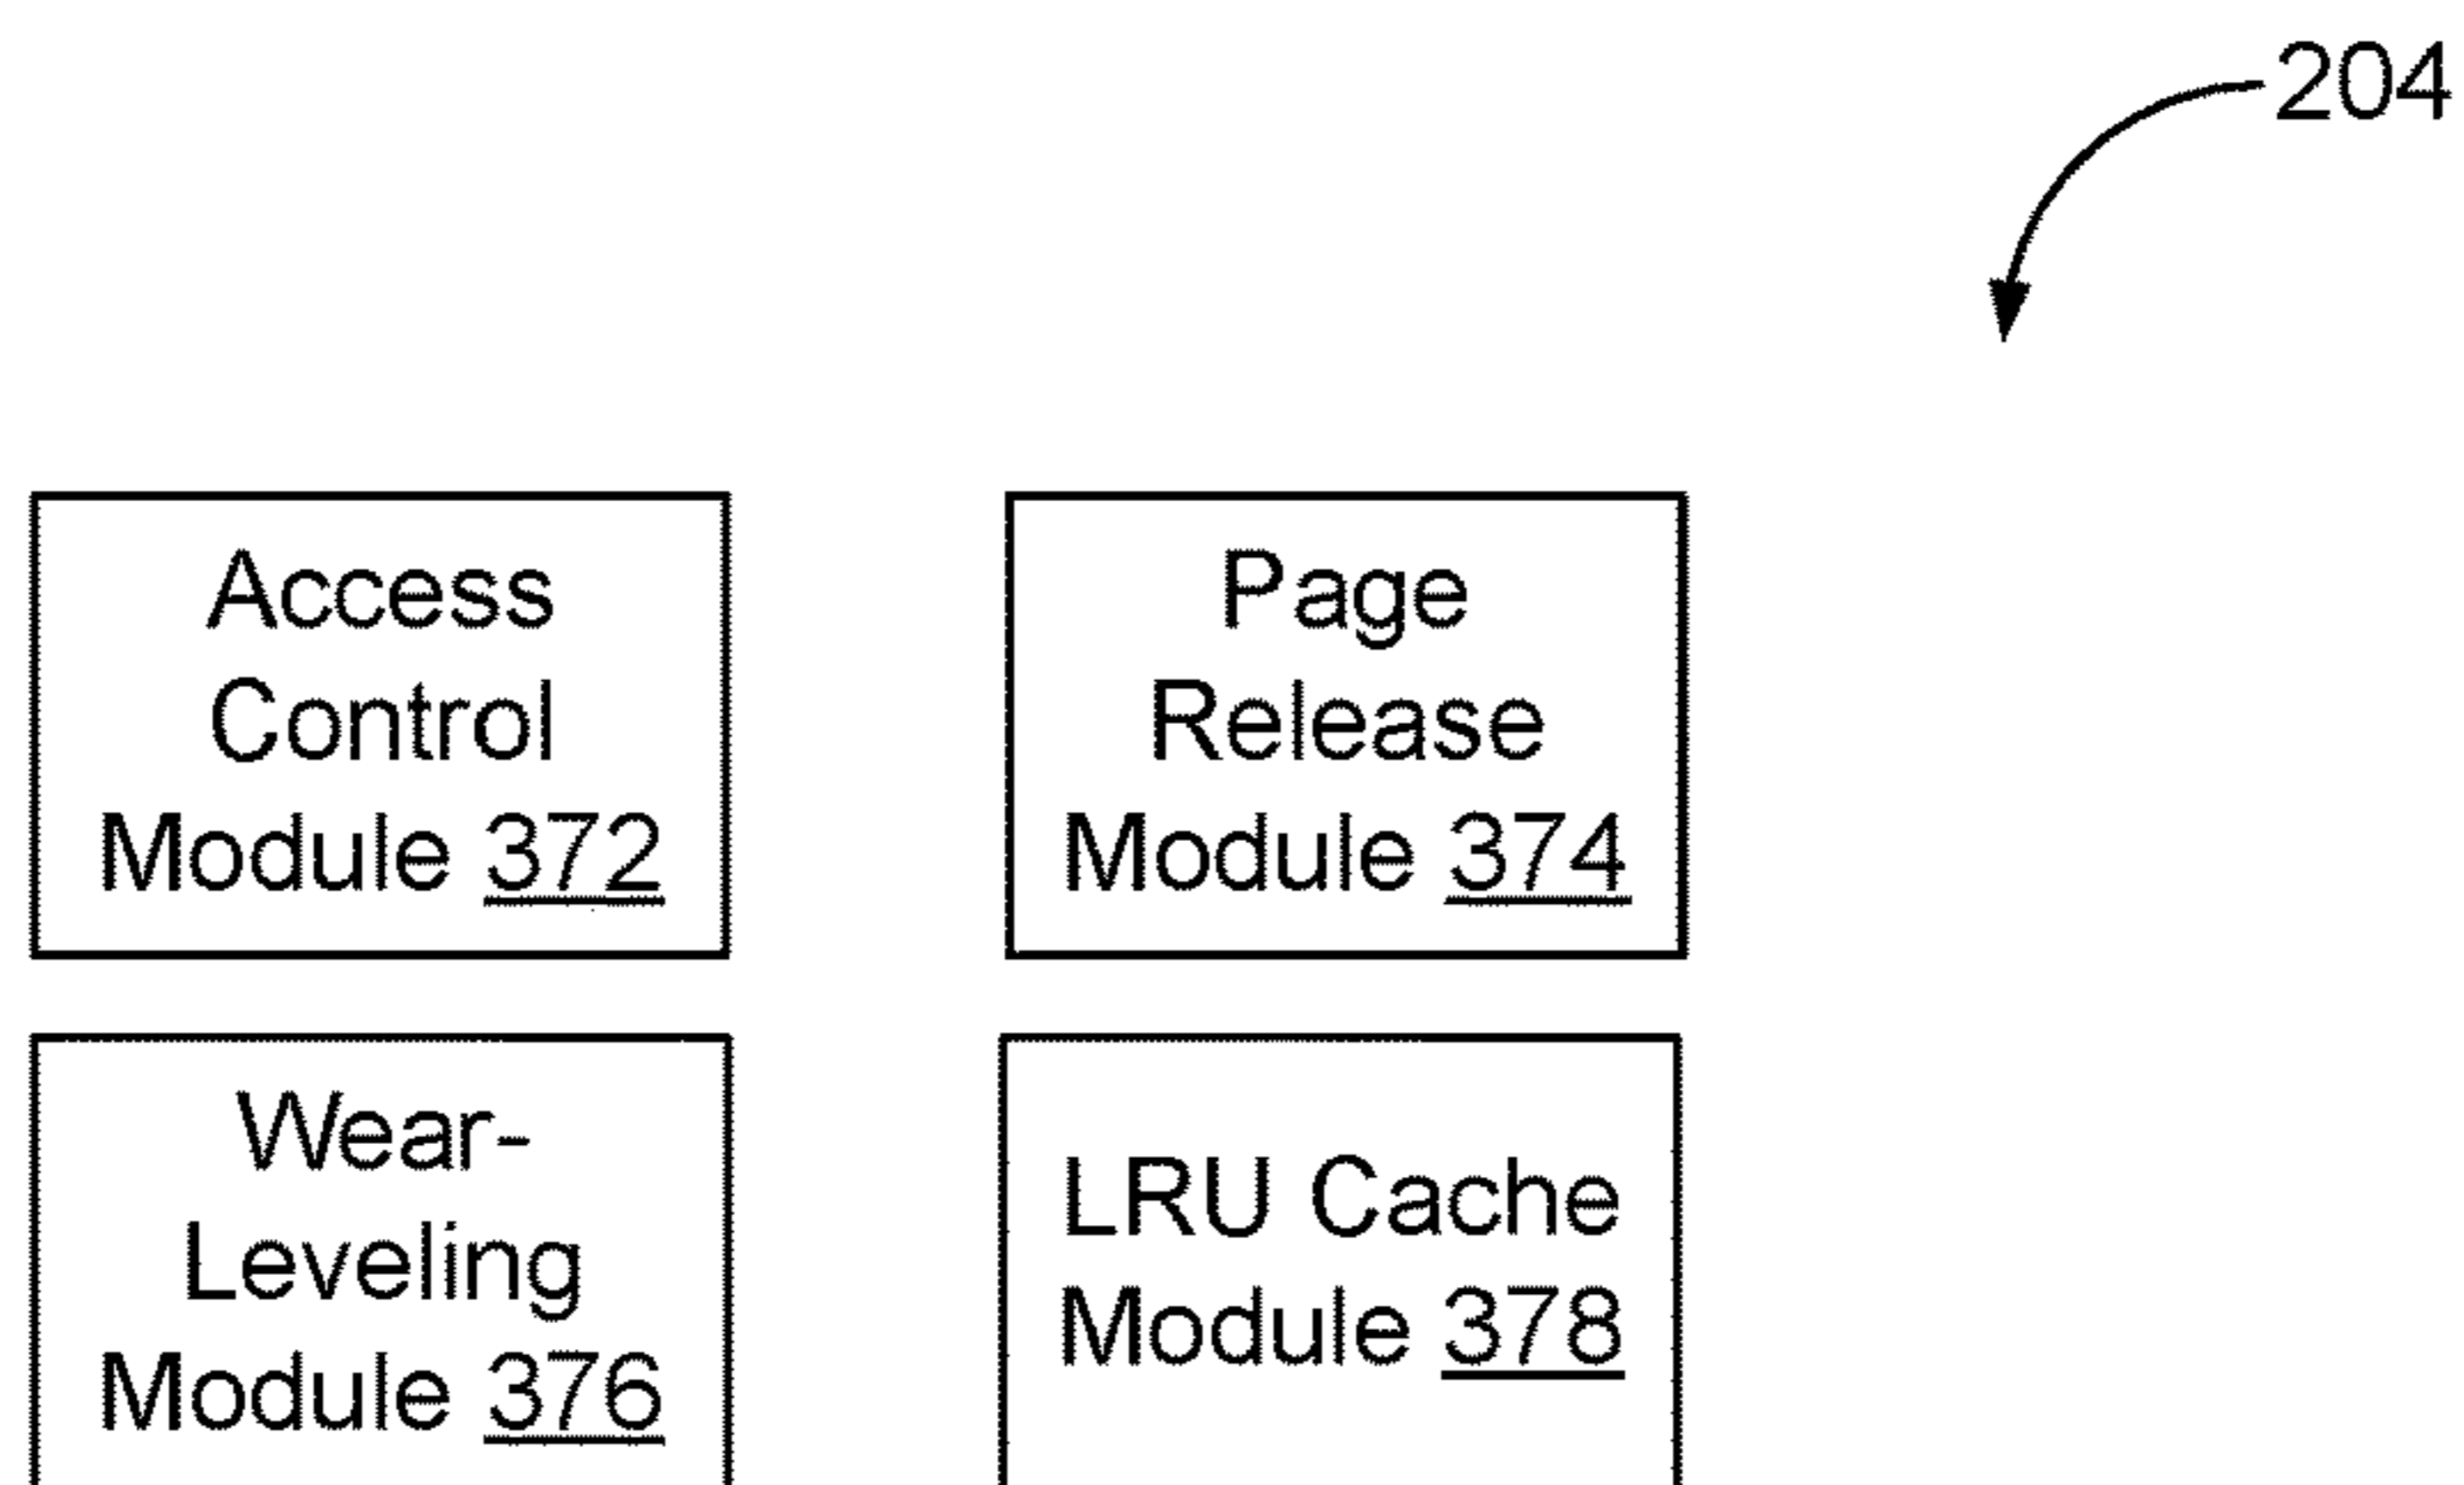 204
Access
Control
Module 372
Page
Release
Module 374
Wear-
Leveling
Module 376
LRU Cache
Module 378